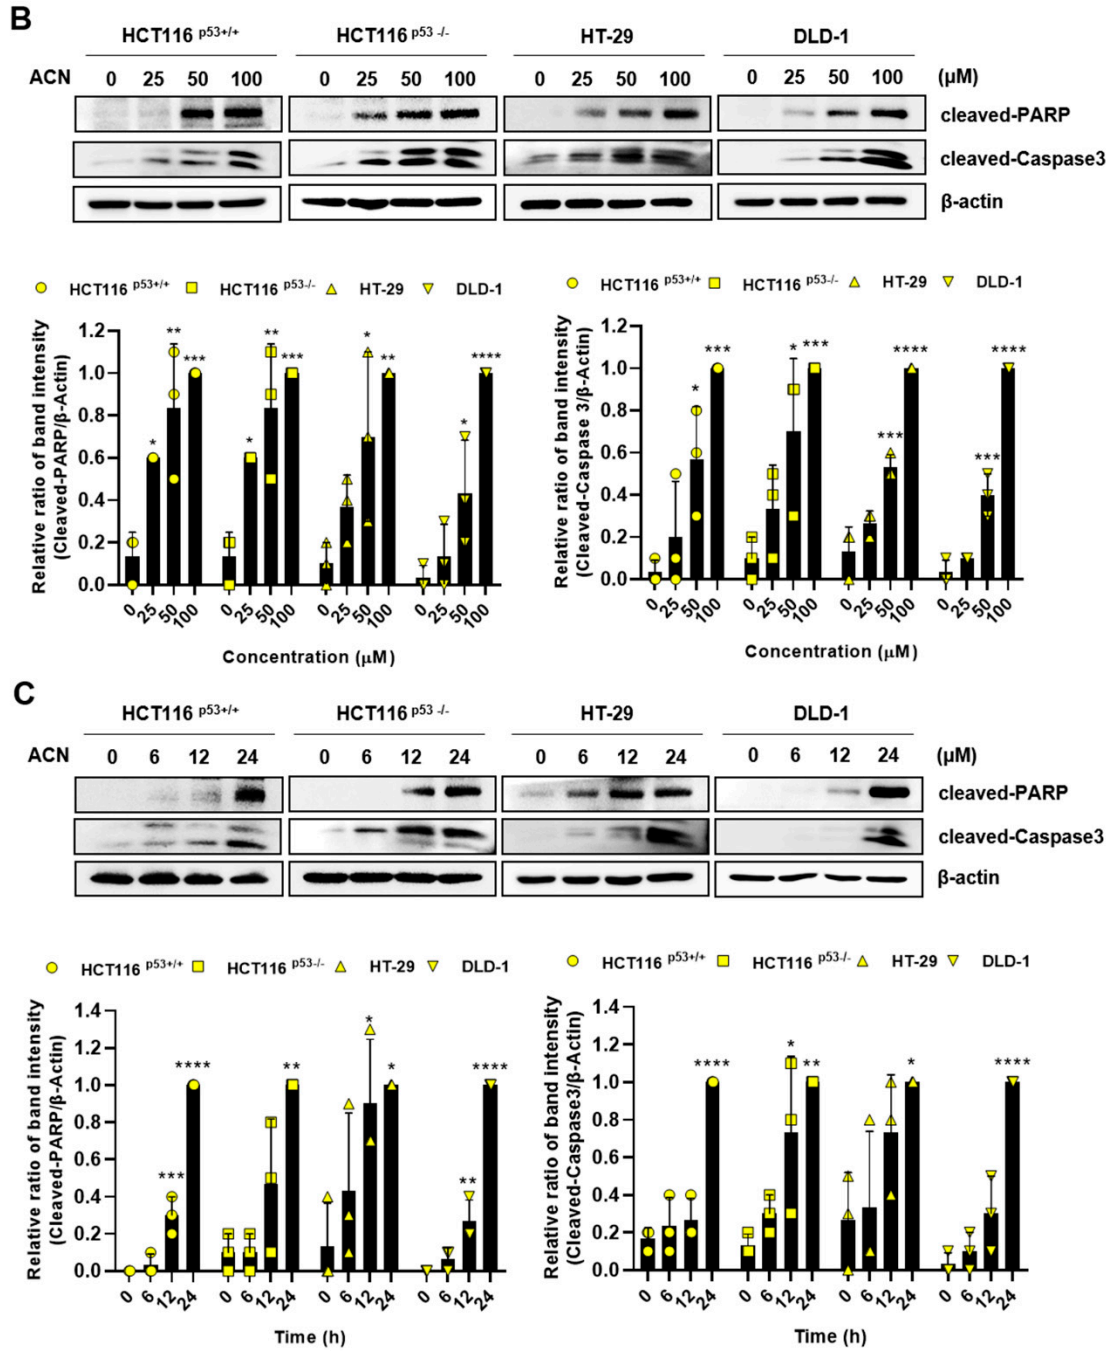 B
HCT116 p53+/+ HCT116 p53 -/- HT-29 DLD-1
ACN 0 25 50 100 0 25 50 100 0 25 50 100 0 25 50 100 (μM)
cleaved-PARP
cleaved-Caspase3
β-actin
HCT116 p53+/+ HCT116 p53-/- HT-29 DLD-1
Relative ratio of band intensity
(Cleaved-PARP/β-Actin)
1.2
1.0
0.8
0.6
0.4
0.2
0.0
* ** *** * ** *** * ** * ****
0 25 50 100 0 25 50 100 0 25 50 100 0 25 50 100
Concentration (μM)
HCT116 p53+/+ HCT116 p53-/- HT-29 DLD-1
Relative ratio of band intensity
(Cleaved-Caspase 3/β-Actin)
1.2
1.0
0.8
0.6
0.4
0.2
0.0
* *** * *** *** **** *** ****
0 25 50 100 0 25 50 100 0 25 50 100 0 25 50 100
Concentration (μM)
C
HCT116 p53+/+ HCT116 p53 -/- HT-29 DLD-1
ACN 0 6 12 24 0 6 12 24 0 6 12 24 0 6 12 24 (μM)
cleaved-PARP
cleaved-Caspase3
β-actin
HCT116 p53+/+ HCT116 p53-/- HT-29 DLD-1
Relative ratio of band intensity
(Cleaved-PARP/β-Actin)
1.4
1.2
1.0
0.8
0.6
0.4
0.2
0.0
*** **** ** * * ** ****
0 6 12 24 0 6 12 24 0 6 12 24 0 6 12 24
Time (h)
HCT116 p53+/+ HCT116 p53-/- HT-29 DLD-1
Relative ratio of band intensity
(Cleaved-Caspase3/β-Actin)
1.4
1.2
1.0
0.8
0.6
0.4
0.2
0.0
**** * ** * ****
0 6 12 24 0 6 12 24 0 6 12 24 0 6 12 24
Time (h)